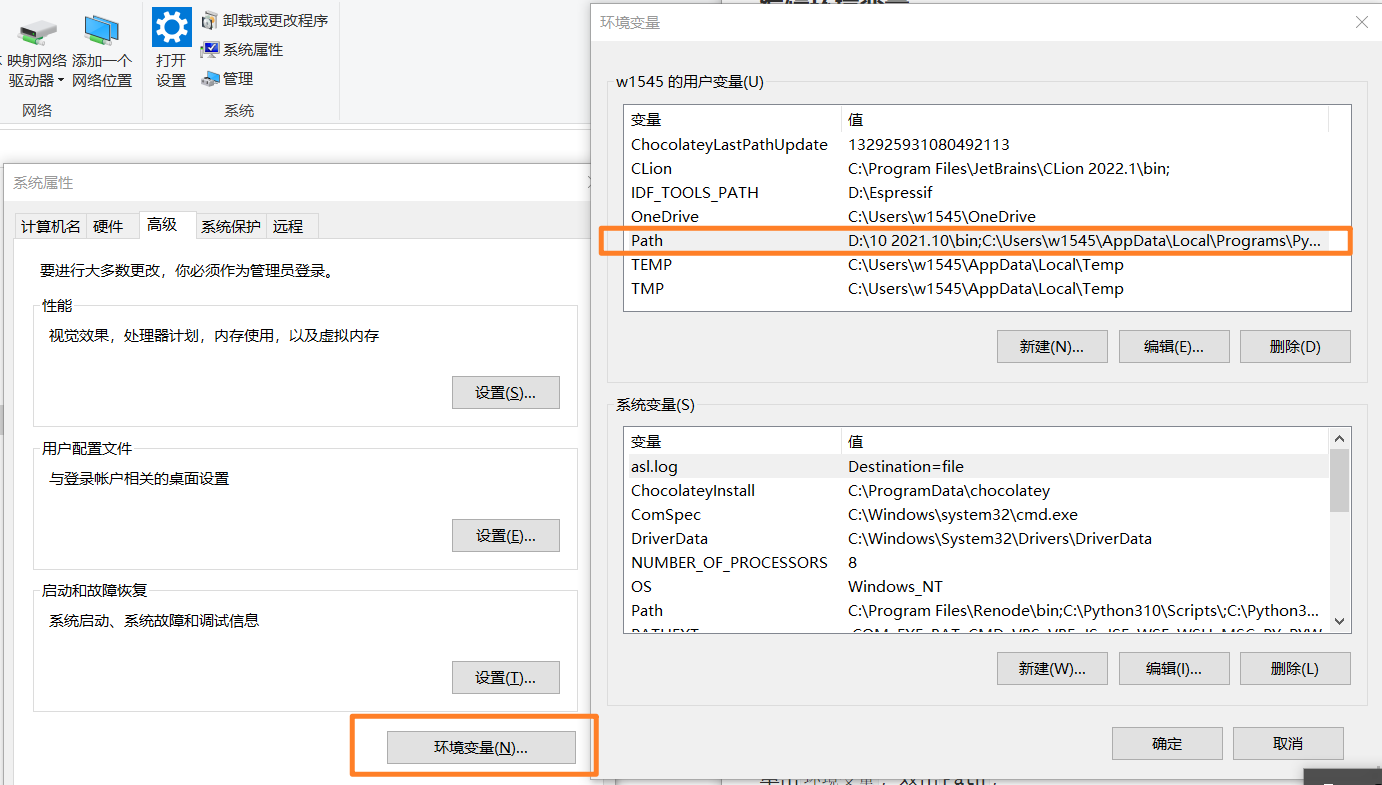 映射网络
驱动器
添加一个
网络位置
网络
打开
设置
卸载或更改程序
系统属性
管理
系统
系统属性
计算机名
硬件
高级
系统保护
远程
要进行大多数更改，你必须作为管理员登录。
性能
视觉效果，处理器计划，内存使用，以及虚拟内存
设置(S)...
用户配置文件
与登录帐户相关的桌面设置
设置(E)...
启动和故障恢复
系统启动、系统故障和调试信息
设置(T)...
环境变量(N)...
环境变量
w1545 的用户变量(U)
变量 值
ChocolateyLastPathUpdate 132925931080492113
CLion C:\Program Files\JetBrains\CLion 2022.1\bin;
IDF_TOOLS_PATH D:\Espressif
OneDrive C:\Users\w1545\OneDrive
Path D:\10 2021.10\bin;C:\Users\w1545\AppData\Local\Programs\Py...
TEMP C:\Users\w1545\AppData\Local\Temp
TMP C:\Users\w1545\AppData\Local\Temp
新建(N)... 编辑(E)... 删除(D)
系统变量(S)
变量 值
asl.log Destination=file
ChocolateyInstall C:\ProgramData\chocolatey
ComSpec C:\Windows\system32\cmd.exe
DriverData C:\Windows\System32\Drivers\DriverData
NUMBER_OF_PROCESSORS 8
OS Windows_NT
Path C:\Program Files\Renode\bin;C:\Python310\Scripts\;C:\Python3...
新建(W)... 编辑(I)... 删除(L)
确定 取消